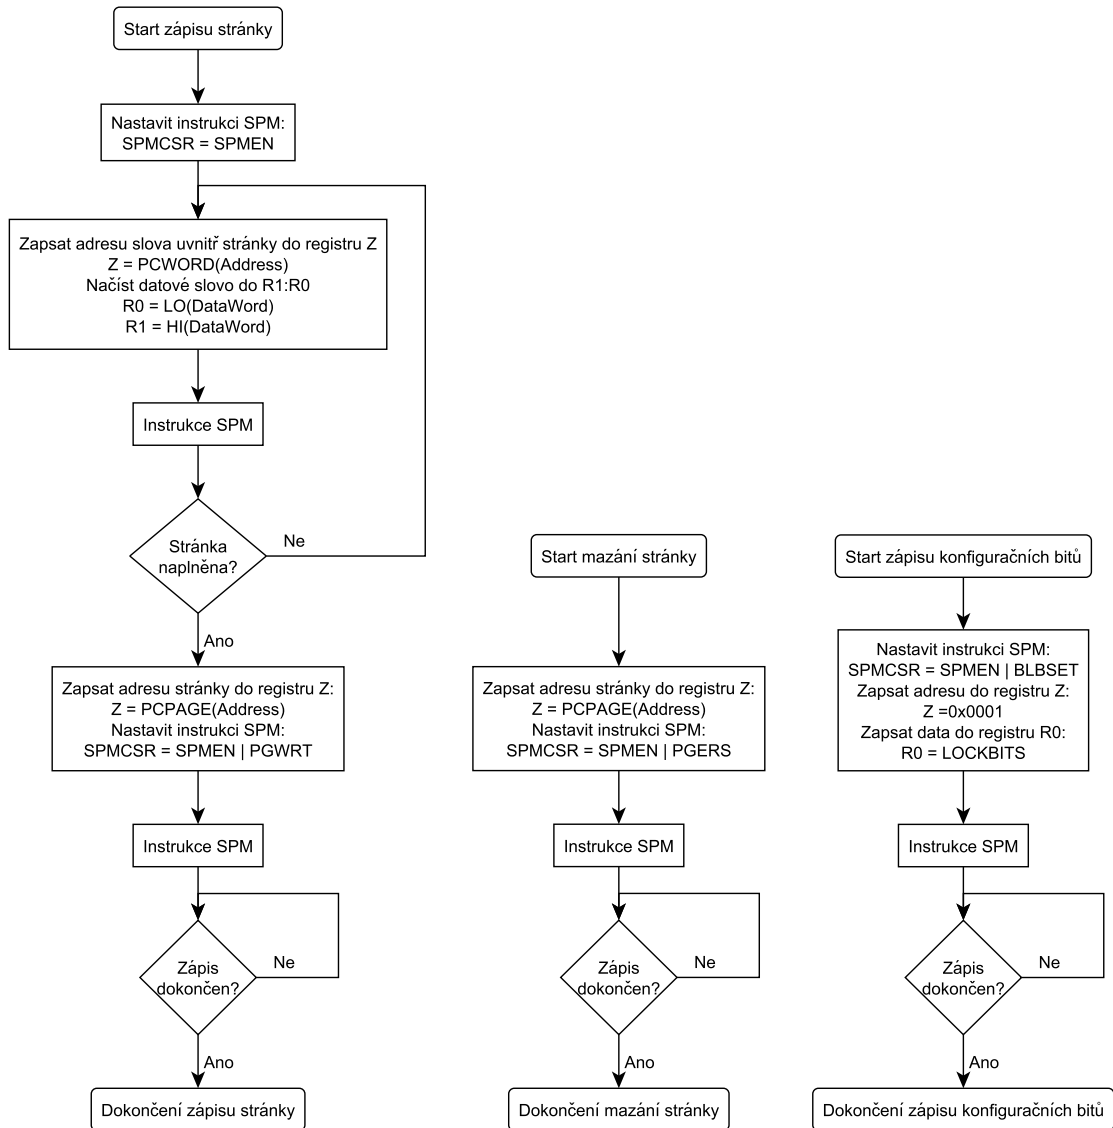 Start zápisu stránky
Nastavit instrukci SPM:
SPMCSR = SPMEN
Zapsat adresu slova uvnitř stránky do registru Z
Z = PCWORD(Address)
Načíst datové slovo do R1:R0
R0 = LO(DataWord)
R1 = HI(DataWord)
Instrukce SPM
Stránka
naplněna?
Ne
Ano
Zapsat adresu stránky do registru Z:
Z = PCPAGE(Address)
Nastavit instrukci SPM:
SPMCSR = SPMEN | PGWRT
Instrukce SPM
Zápis
dokončen?
Ne
Ano
Dokončení zápisu stránky
Start mazání stránky
Zapsat adresu stránky do registru Z:
Z = PCPAGE(Address)
Nastavit instrukci SPM:
SPMCSR = SPMEN | PGERS
Instrukce SPM
Zápis
dokončen?
Ne
Ano
Dokončení mazání stránky
Start zápisu konfiguračních bitů
Nastavit instrukci SPM:
SPMCSR = SPMEN | BLBSET
Zapsat adresu do registru Z:
Z =0x0001
Zapsat data do registru R0:
R0 = LOCKBITS
Instrukce SPM
Zápis
dokončen?
Ne
Ano
Dokončení zápisu konfiguračních bitů